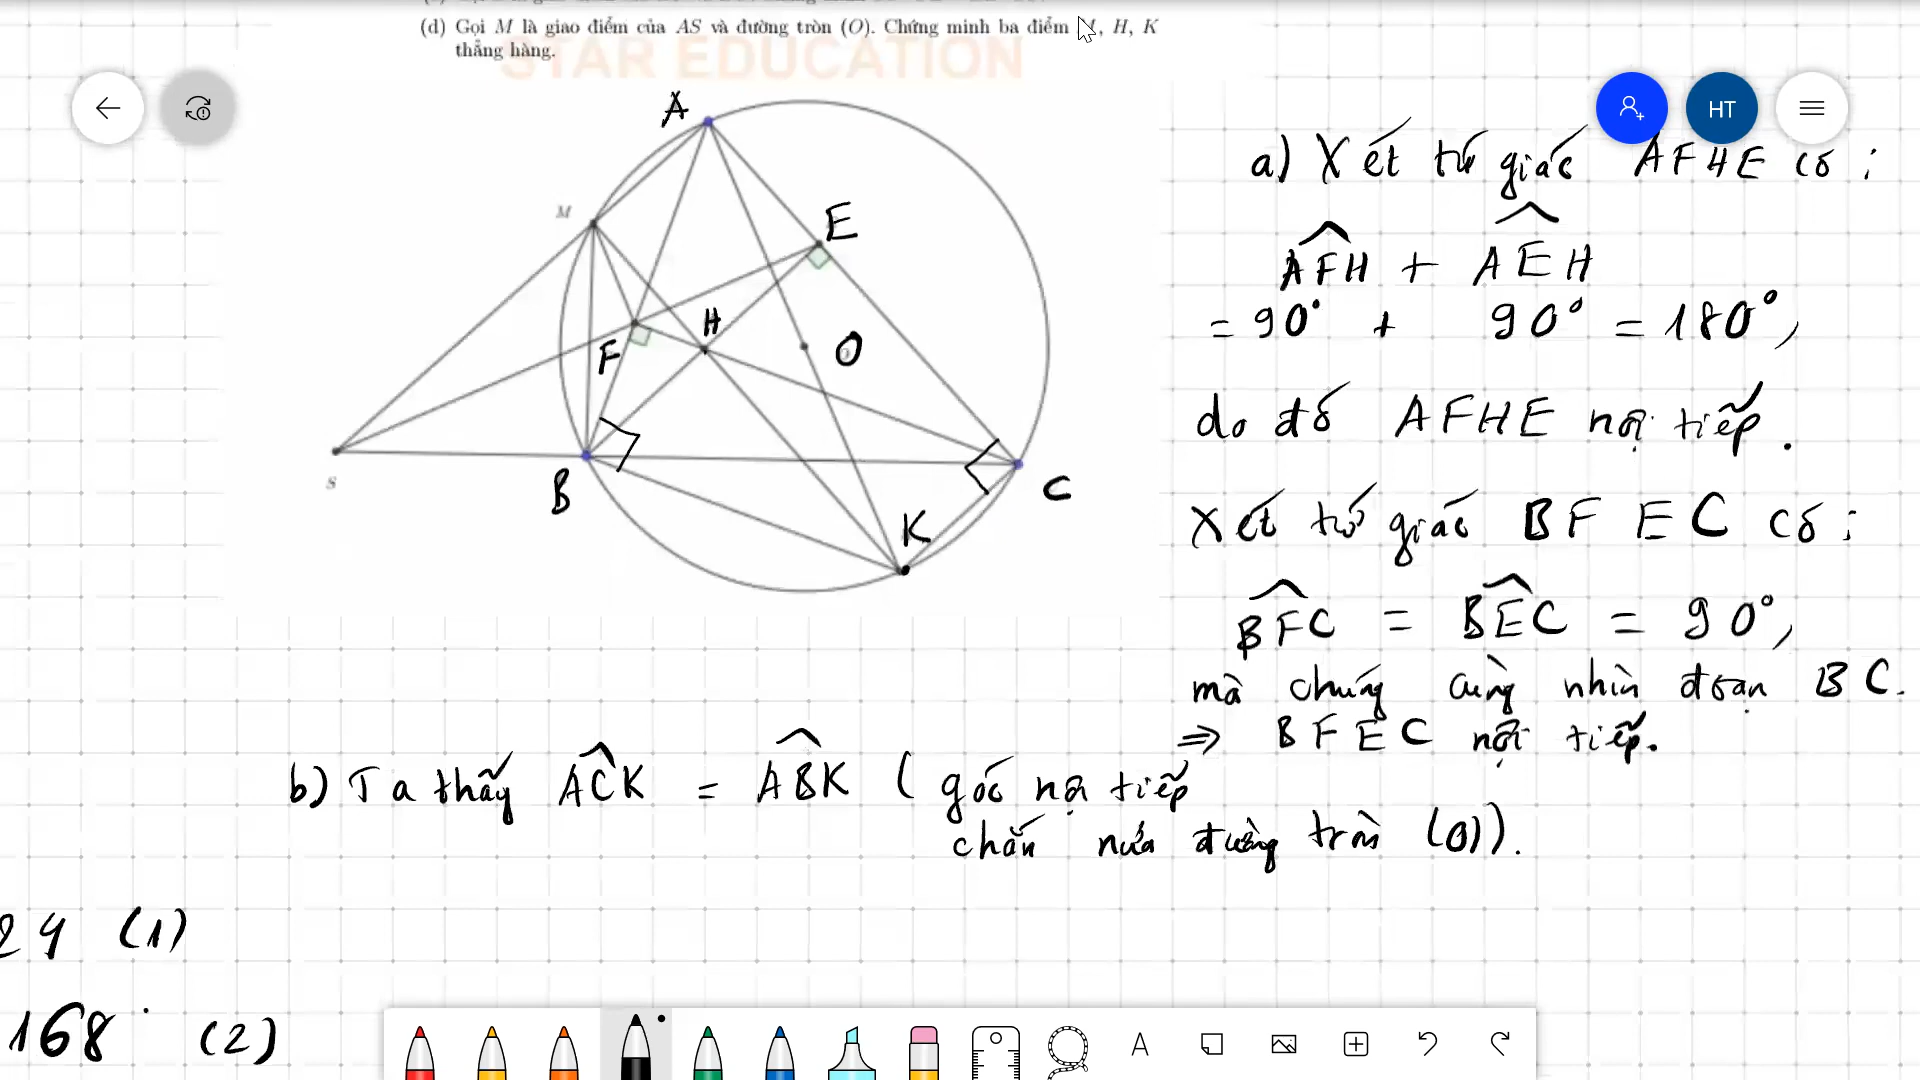 (d) Gọi M là giao điểm của AS và đường tròn (O). Chứng minh ba điểm M, H, K
thẳng hàng.
STAR EDUCATION
A
M
E
H
F
O
S
B
C
K
HT
a) Xét tứ giác AFHE có :
AFH + AEH
= 90° + 90° = 180°,
do đó AFHE nội tiếp.
Xét tứ giác BFEC có :
BFC = BEC = 90°,
mà chúng cùng nhìn đoạn BC.
⇒ BFEC nội tiếp.
b) Ta thấy ACK = ABK ( góc nội tiếp
chắn nửa đường tròn (O)).
24 (1)
168 (2)
A